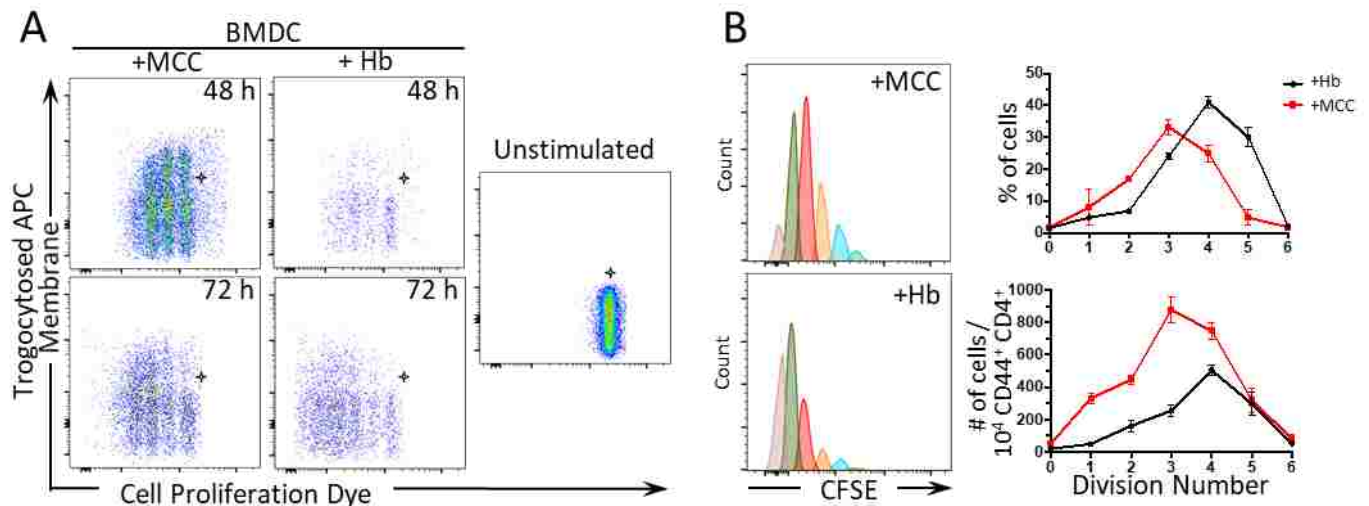 A
BMDC
+MCC
+ Hb
48 h
48 h
Unstimulated
72 h
72 h
Trogocytosed APC
Membrane
Cell Proliferation Dye
B
+MCC
Count
+Hb
Count
CFSE
50
40
30
20
10
0
% of cells
0 1 2 3 4 5 6
+Hb
+MCC
1000
800
600
400
200
0
# of cells/
10⁴ CD44⁺ CD4⁺
0 1 2 3 4 5 6
Division Number